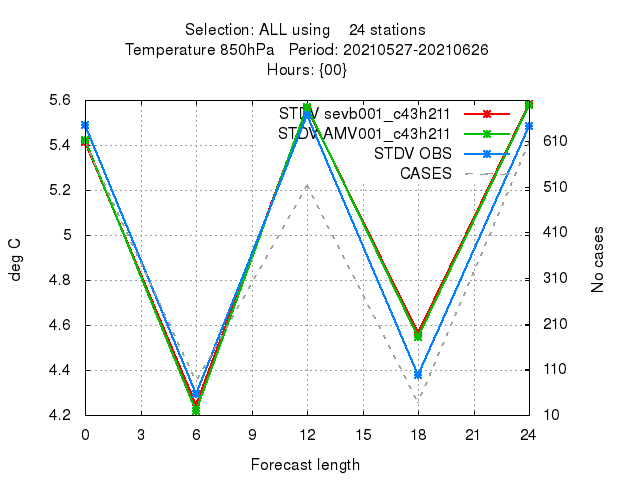 Selection: ALL using 24 stations
Temperature 850hPa Period: 20210527-20210626
Hours: {00}
STDV sevb001_c43h211
STDV AMV001_c43h211
STDV OBS
CASES
5.6
5.4
5.2
5
4.8
4.6
4.4
4.2
deg C
610
510
410
310
210
110
10
No cases
0 3 6 9 12 15 18 21 24
Forecast length